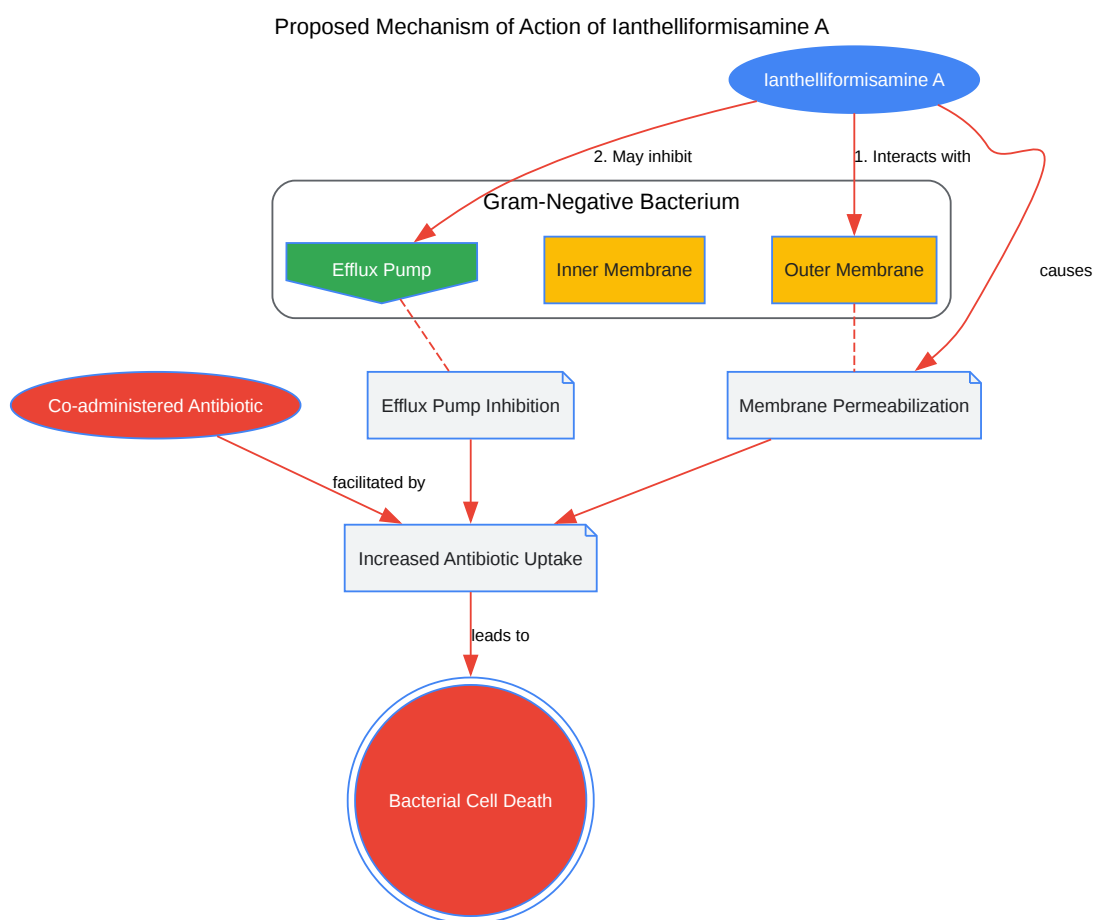 Proposed Mechanism of Action of Ianthelliformisamine A
Ianthelliformisamine A
2. May inhibit
1. Interacts with
Gram-Negative Bacterium
Efflux Pump
Inner Membrane
Outer Membrane
causes
Co-administered Antibiotic
Efflux Pump Inhibition
Membrane Permeabilization
facilitated by
Increased Antibiotic Uptake
leads to
Bacterial Cell Death